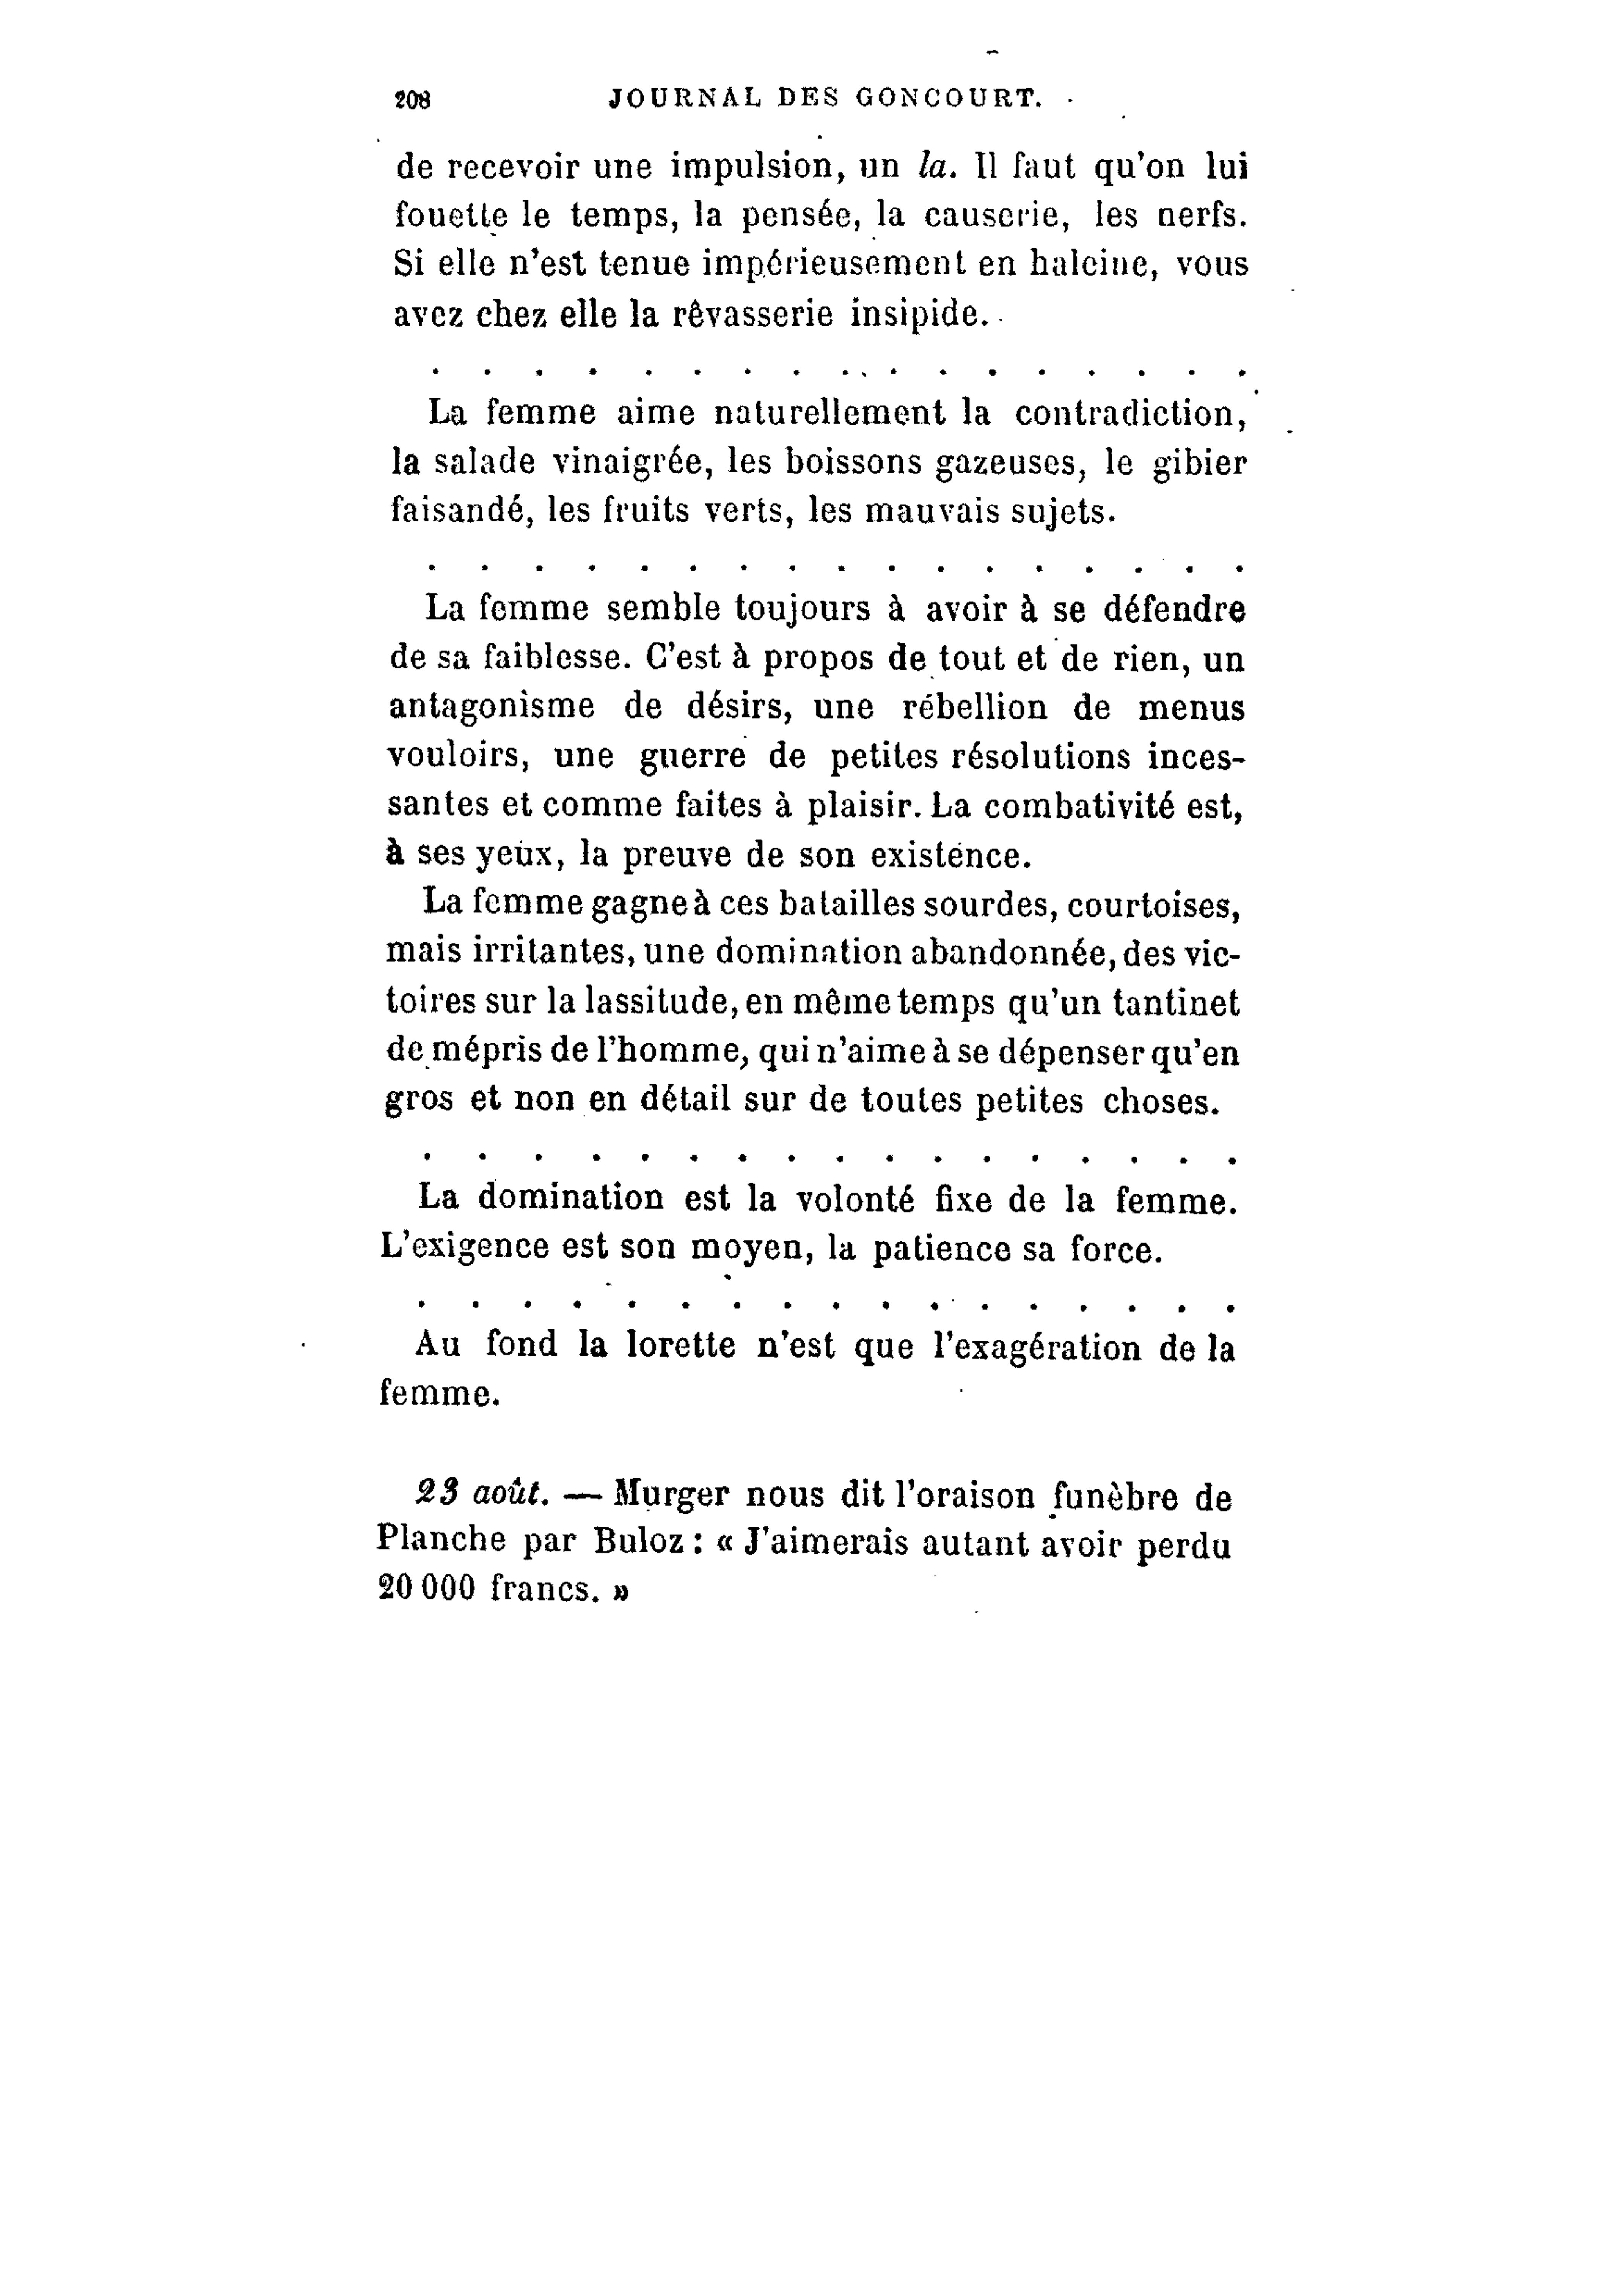 208 JOURNAL DES GONCOURT.
de recevoir une impulsion, un la. Il faut qu'on lui
fouette le temps, la pensée, la causerie, les nerfs.
Si elle n'est tenue impérieusement en haleine, vous
avez chez elle la rêvasserie insipide.
. . . . . . . . . . . . . . . . .
La femme aime naturellement la contradiction,
la salade vinaigrée, les boissons gazeuses, le gibier
faisandé, les fruits verts, les mauvais sujets.
. . . . . . . . . . . . . . . . .
La femme semble toujours à avoir à se défendre
de sa faiblesse. C'est à propos de tout et de rien, un
antagonisme de désirs, une rébellion de menus
vouloirs, une guerre de petites résolutions inces-
santes et comme faites à plaisir. La combativité est,
à ses yeux, la preuve de son existence.
La femme gagne à ces batailles sourdes, courtoises,
mais irritantes, une domination abandonnée, des vic-
toires sur la lassitude, en même temps qu'un tantinet
de mépris de l'homme, qui n'aime à se dépenser qu'en
gros et non en détail sur de toutes petites choses.
. . . . . . . . . . . . . . . . .
La domination est la volonté fixe de la femme.
L'exigence est son moyen, la patience sa force.
. . . . . . . . . . . . . . . . .
Au fond la lorette n'est que l'exagération de la
femme.
23 août. — Murger nous dit l'oraison funèbre de
Planche par Buloz : « J'aimerais autant avoir perdu
20 000 francs. »